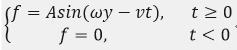 f = Asin(ωy − vt),    t ≥ 0
f = 0,    t < 0